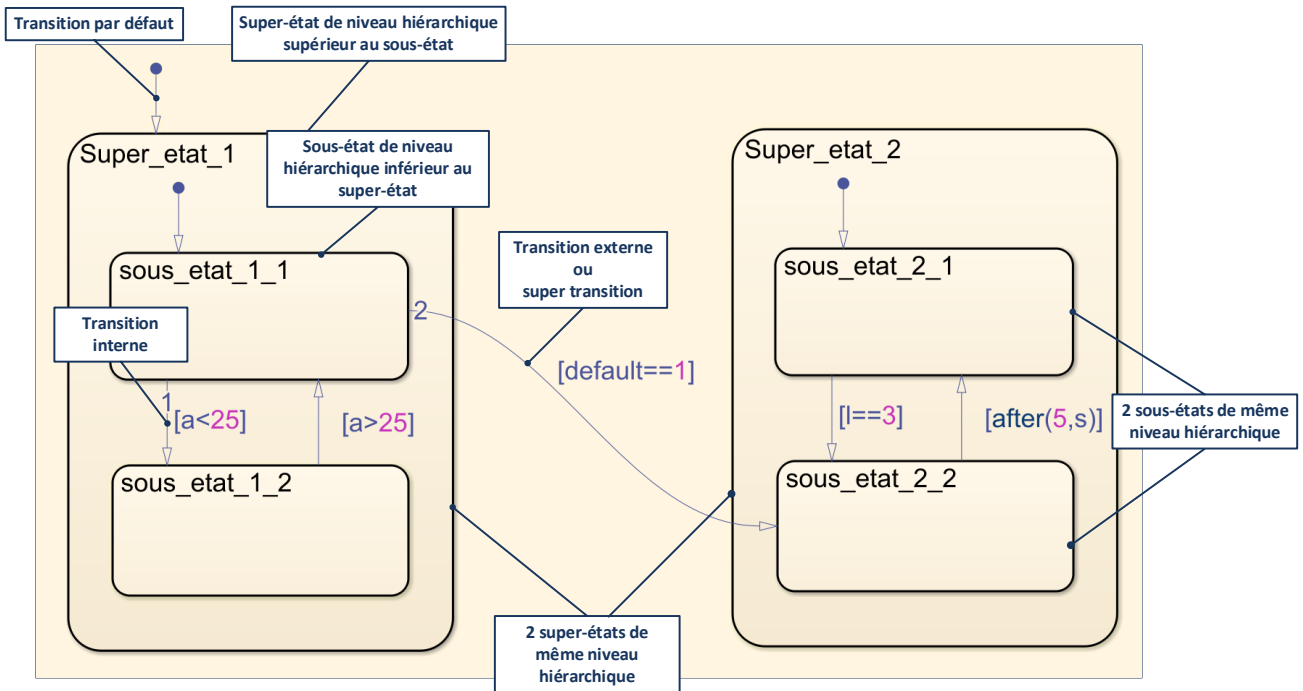 Transition par défaut
Super-état de niveau hiérarchique
supérieur au sous-état
Super_etat_1
Sous-état de niveau
hiérarchique inférieur au
super-état
Super_etat_2
sous_etat_1_1
Transition externe
ou
super transition
sous_etat_2_1
Transition
interne
2
[default==1]
1
[a<25]
[a>25]
[l==3]
[after(5,s)]
2 sous-états de même
niveau hiérarchique
sous_etat_1_2
sous_etat_2_2
2 super-états de
même niveau
hiérarchique